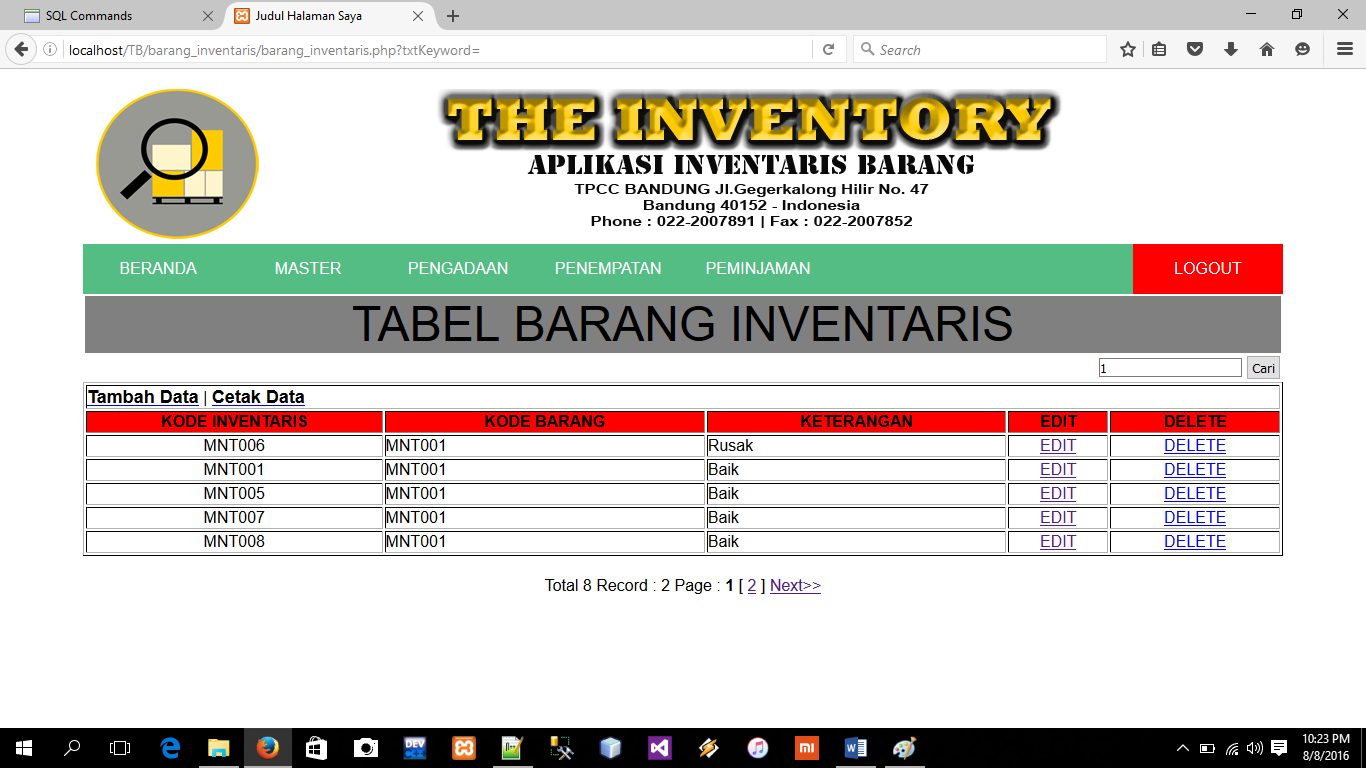 SQL Commands
Judul Halaman Saya
localhost/TB/barang_inventaris/barang_inventaris.php?txtKeyword=
Search
THE INVENTORY
APLIKASI INVENTARIS BARANG
TPCC BANDUNG Jl.Gegerkalong Hilir No. 47
Bandung 40152 - Indonesia
Phone : 022-2007891 | Fax : 022-2007852
BERANDA MASTER PENGADAAN PENEMPATAN PEMINJAMAN LOGOUT
TABEL BARANG INVENTARIS
1 Cari
Tambah Data | Cetak Data
KODE INVENTARIS KODE BARANG KETERANGAN EDIT DELETE
MNT006 MNT001 Rusak EDIT DELETE
MNT001 MNT001 Baik EDIT DELETE
MNT005 MNT001 Baik EDIT DELETE
MNT007 MNT001 Baik EDIT DELETE
MNT008 MNT001 Baik EDIT DELETE
Total 8 Record : 2 Page : 1 [ 2 ] Next>>
DEV
10:23 PM
8/8/2016